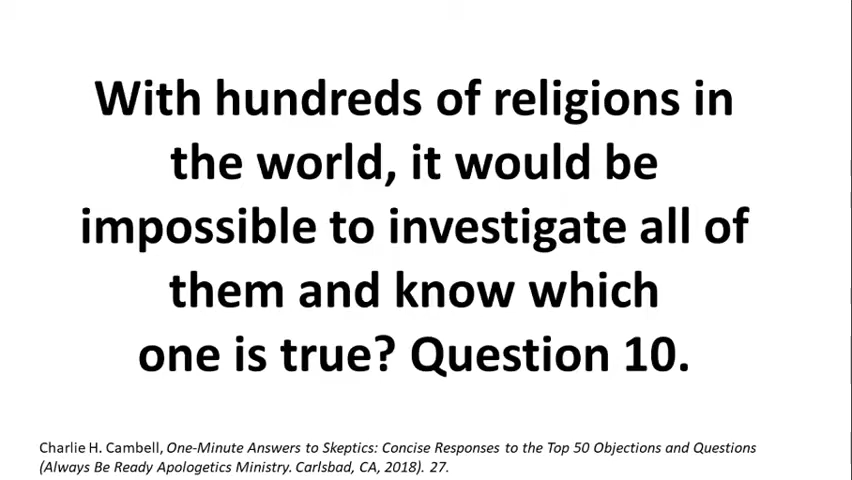 With hundreds of religions in
the world, it would be
impossible to investigate all of
them and know which
one is true? Question 10.
Charlie H. Cambell, One-Minute Answers to Skeptics: Concise Responses to the Top 50 Objections and Questions
(Always Be Ready Apologetics Ministry. Carlsbad, CA, 2018). 27.